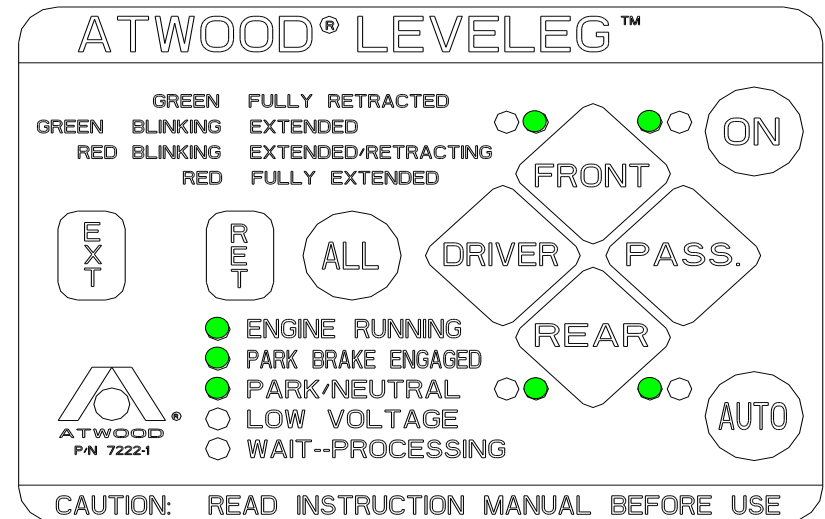 ATWOOD® LEVELEG™
GREEN FULLY RETRACTED
GREEN BLINKING EXTENDED
RED BLINKING EXTENDED/RETRACTING
RED FULLY EXTENDED
ON
FRONT
EXT
RET
ALL
DRIVER
PASS.
REAR
ENGINE RUNNING
PARK BRAKE ENGAGED
PARK/NEUTRAL
LOW VOLTAGE
WAIT--PROCESSING
AUTO
®
ATWOOD
P/N 7222-1
CAUTION: READ INSTRUCTION MANUAL BEFORE USE